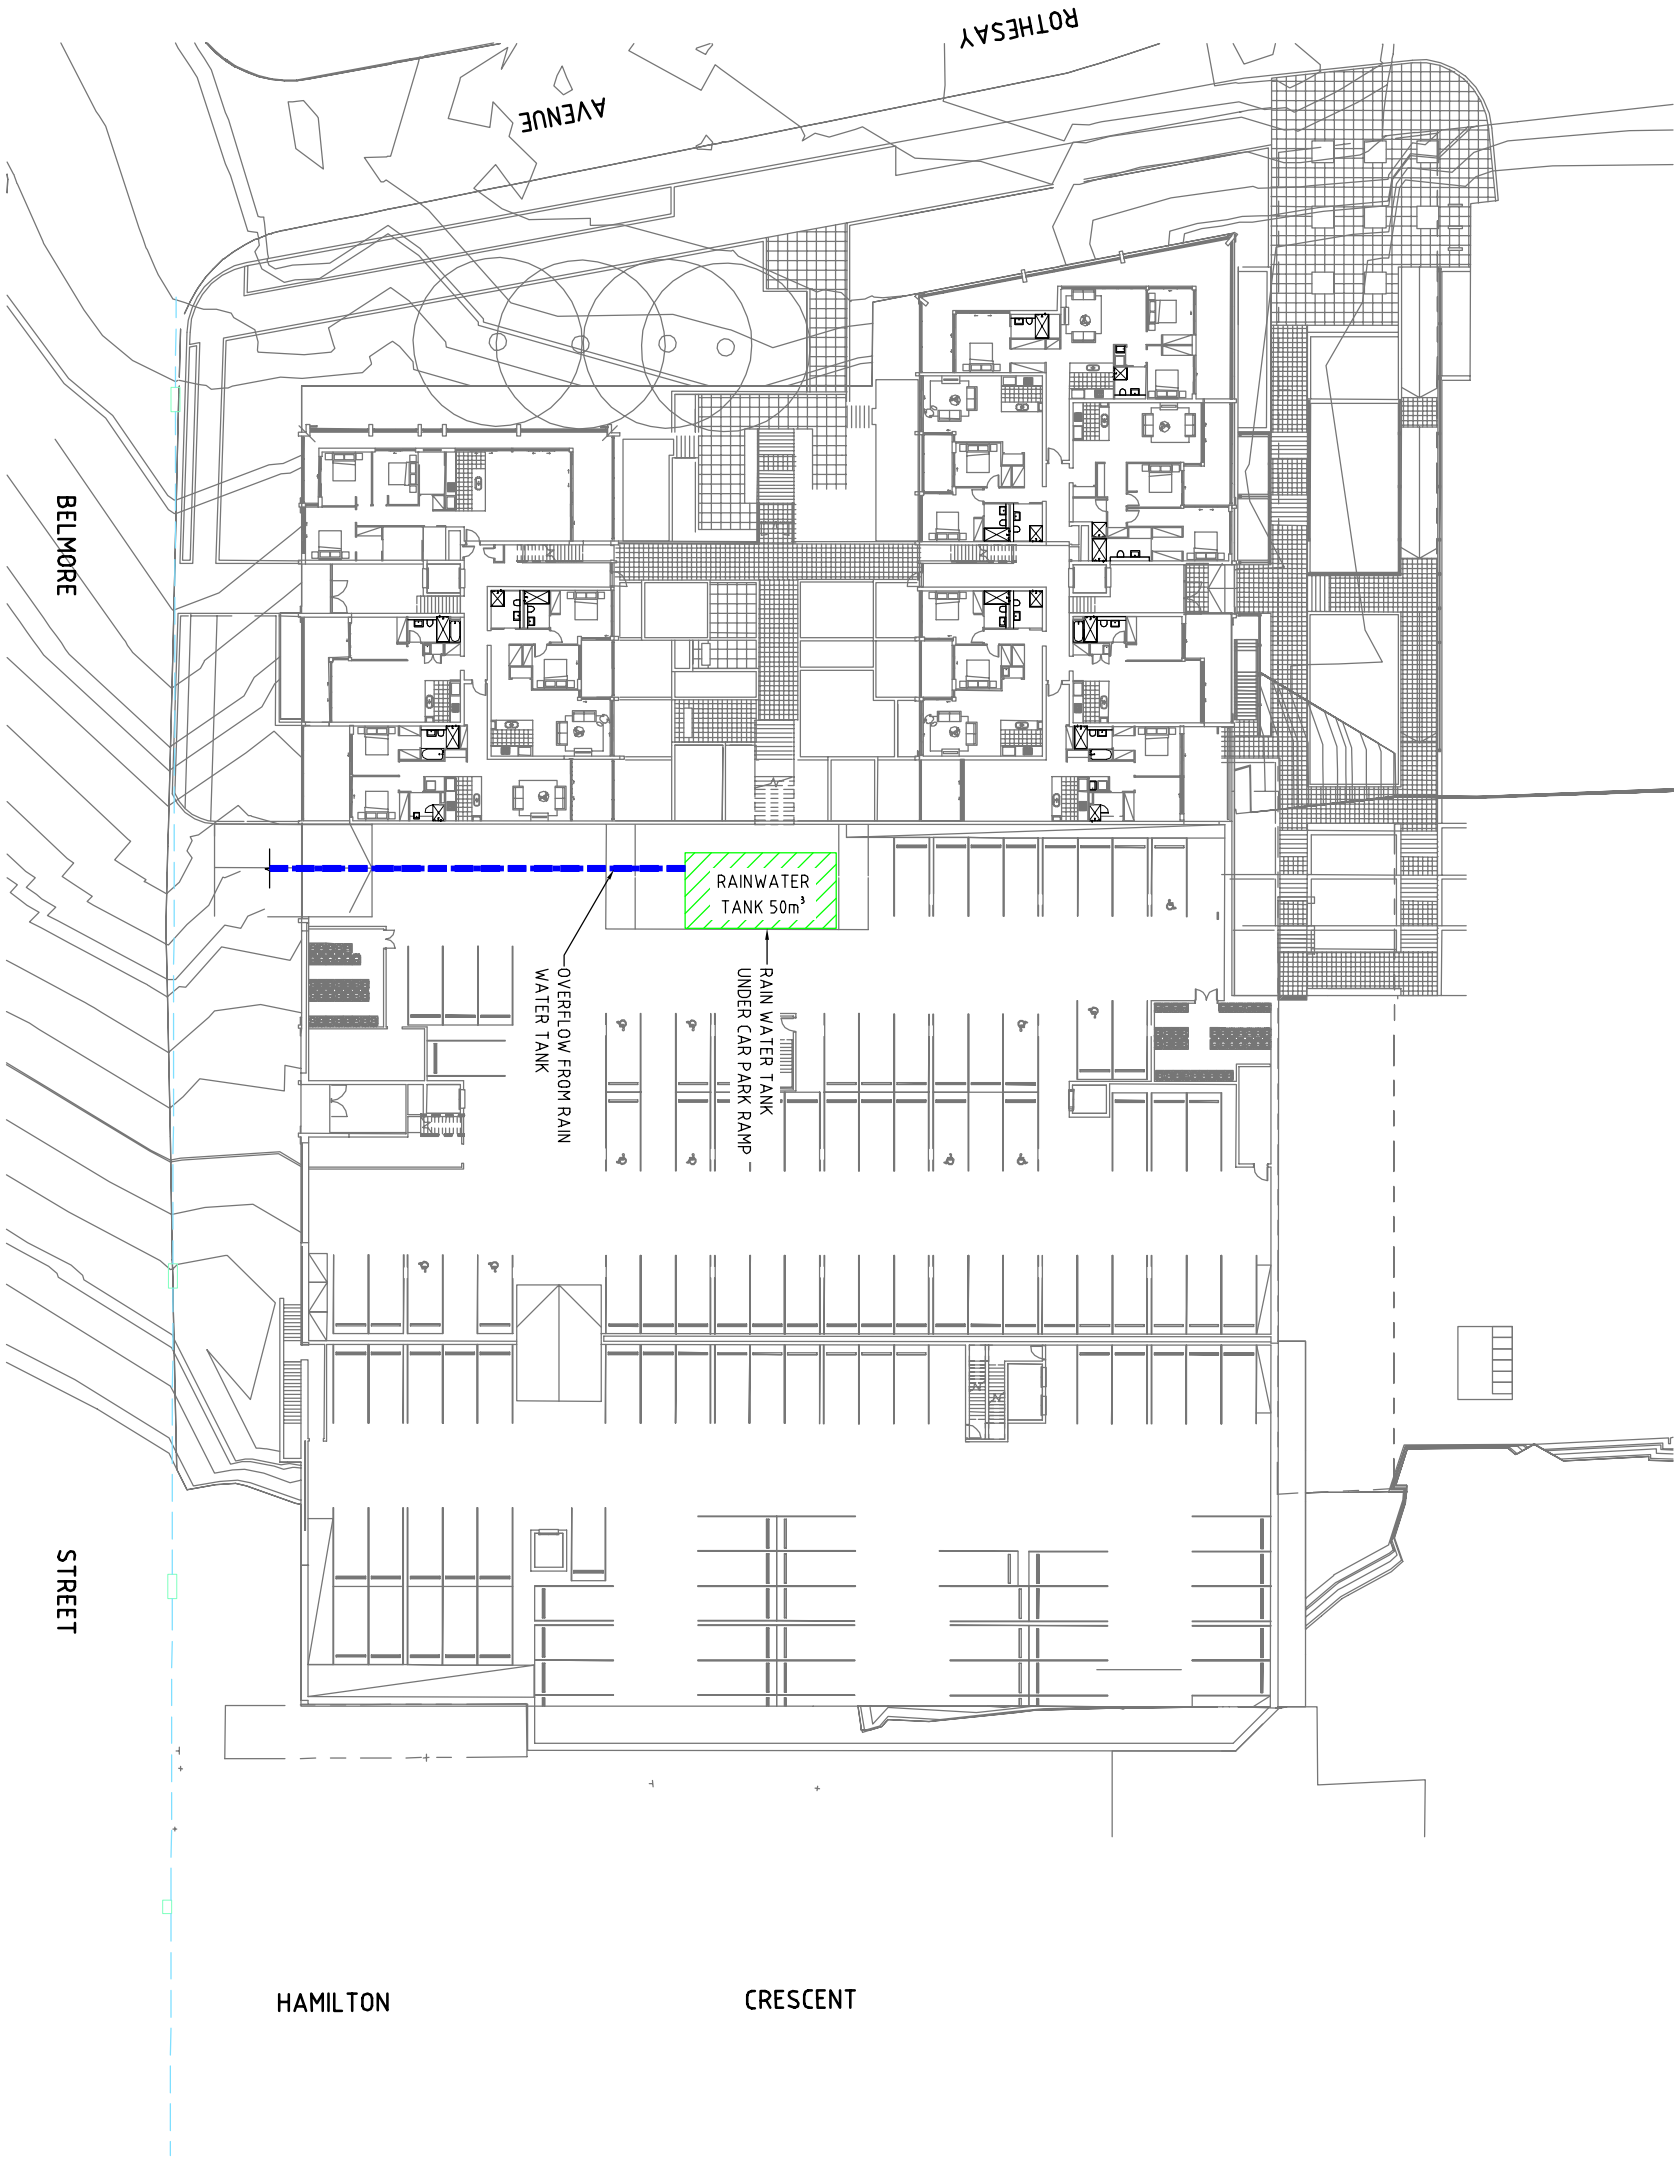 ROTHESAY
AVENUE
BELMORE
RAINWATER
TANK 50m³
OVERFLOW FROM RAIN
WATER TANK
RAIN WATER TANK
UNDER CAR PARK RAMP
STREET
HAMILTON
CRESCENT